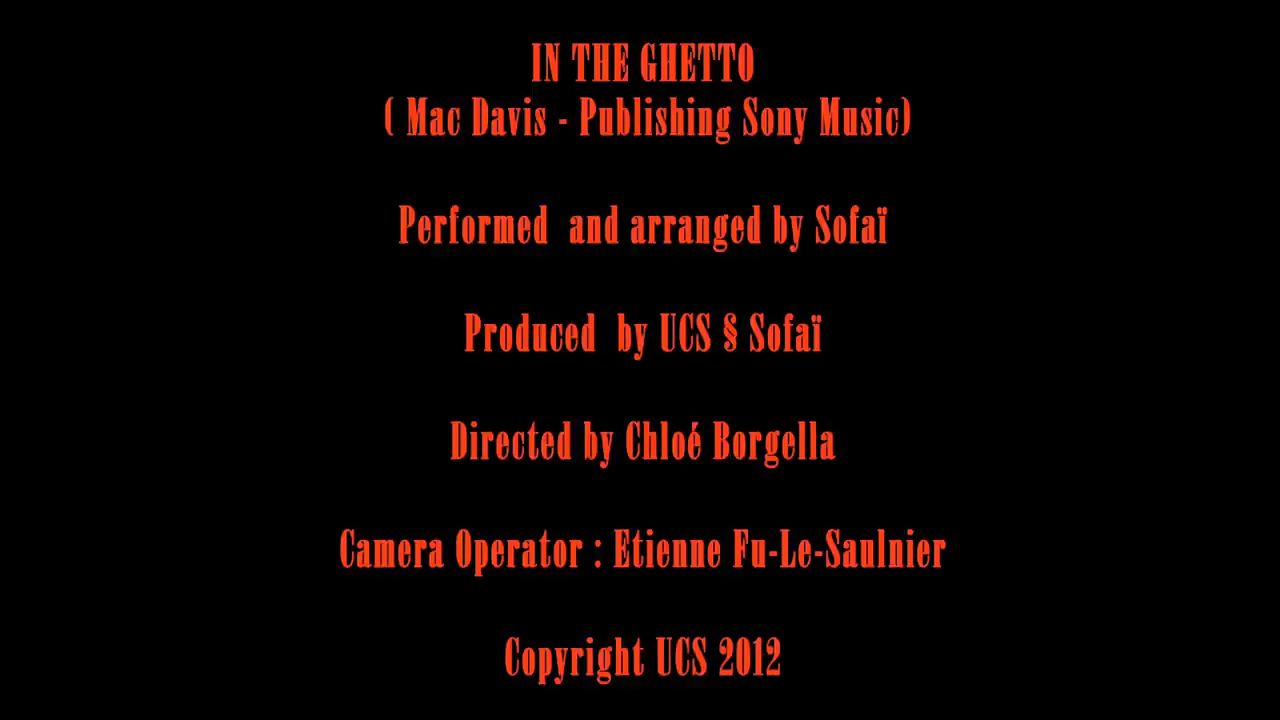 IN THE GHETTO
( Mac Davis - Publishing Sony Music)
Performed and arranged by Sofaï
Produced by UCS § Sofaï
Directed by Chloé Borgella
Camera Operator : Etienne Fu-Le-Saulnier
Copyright UCS 2012